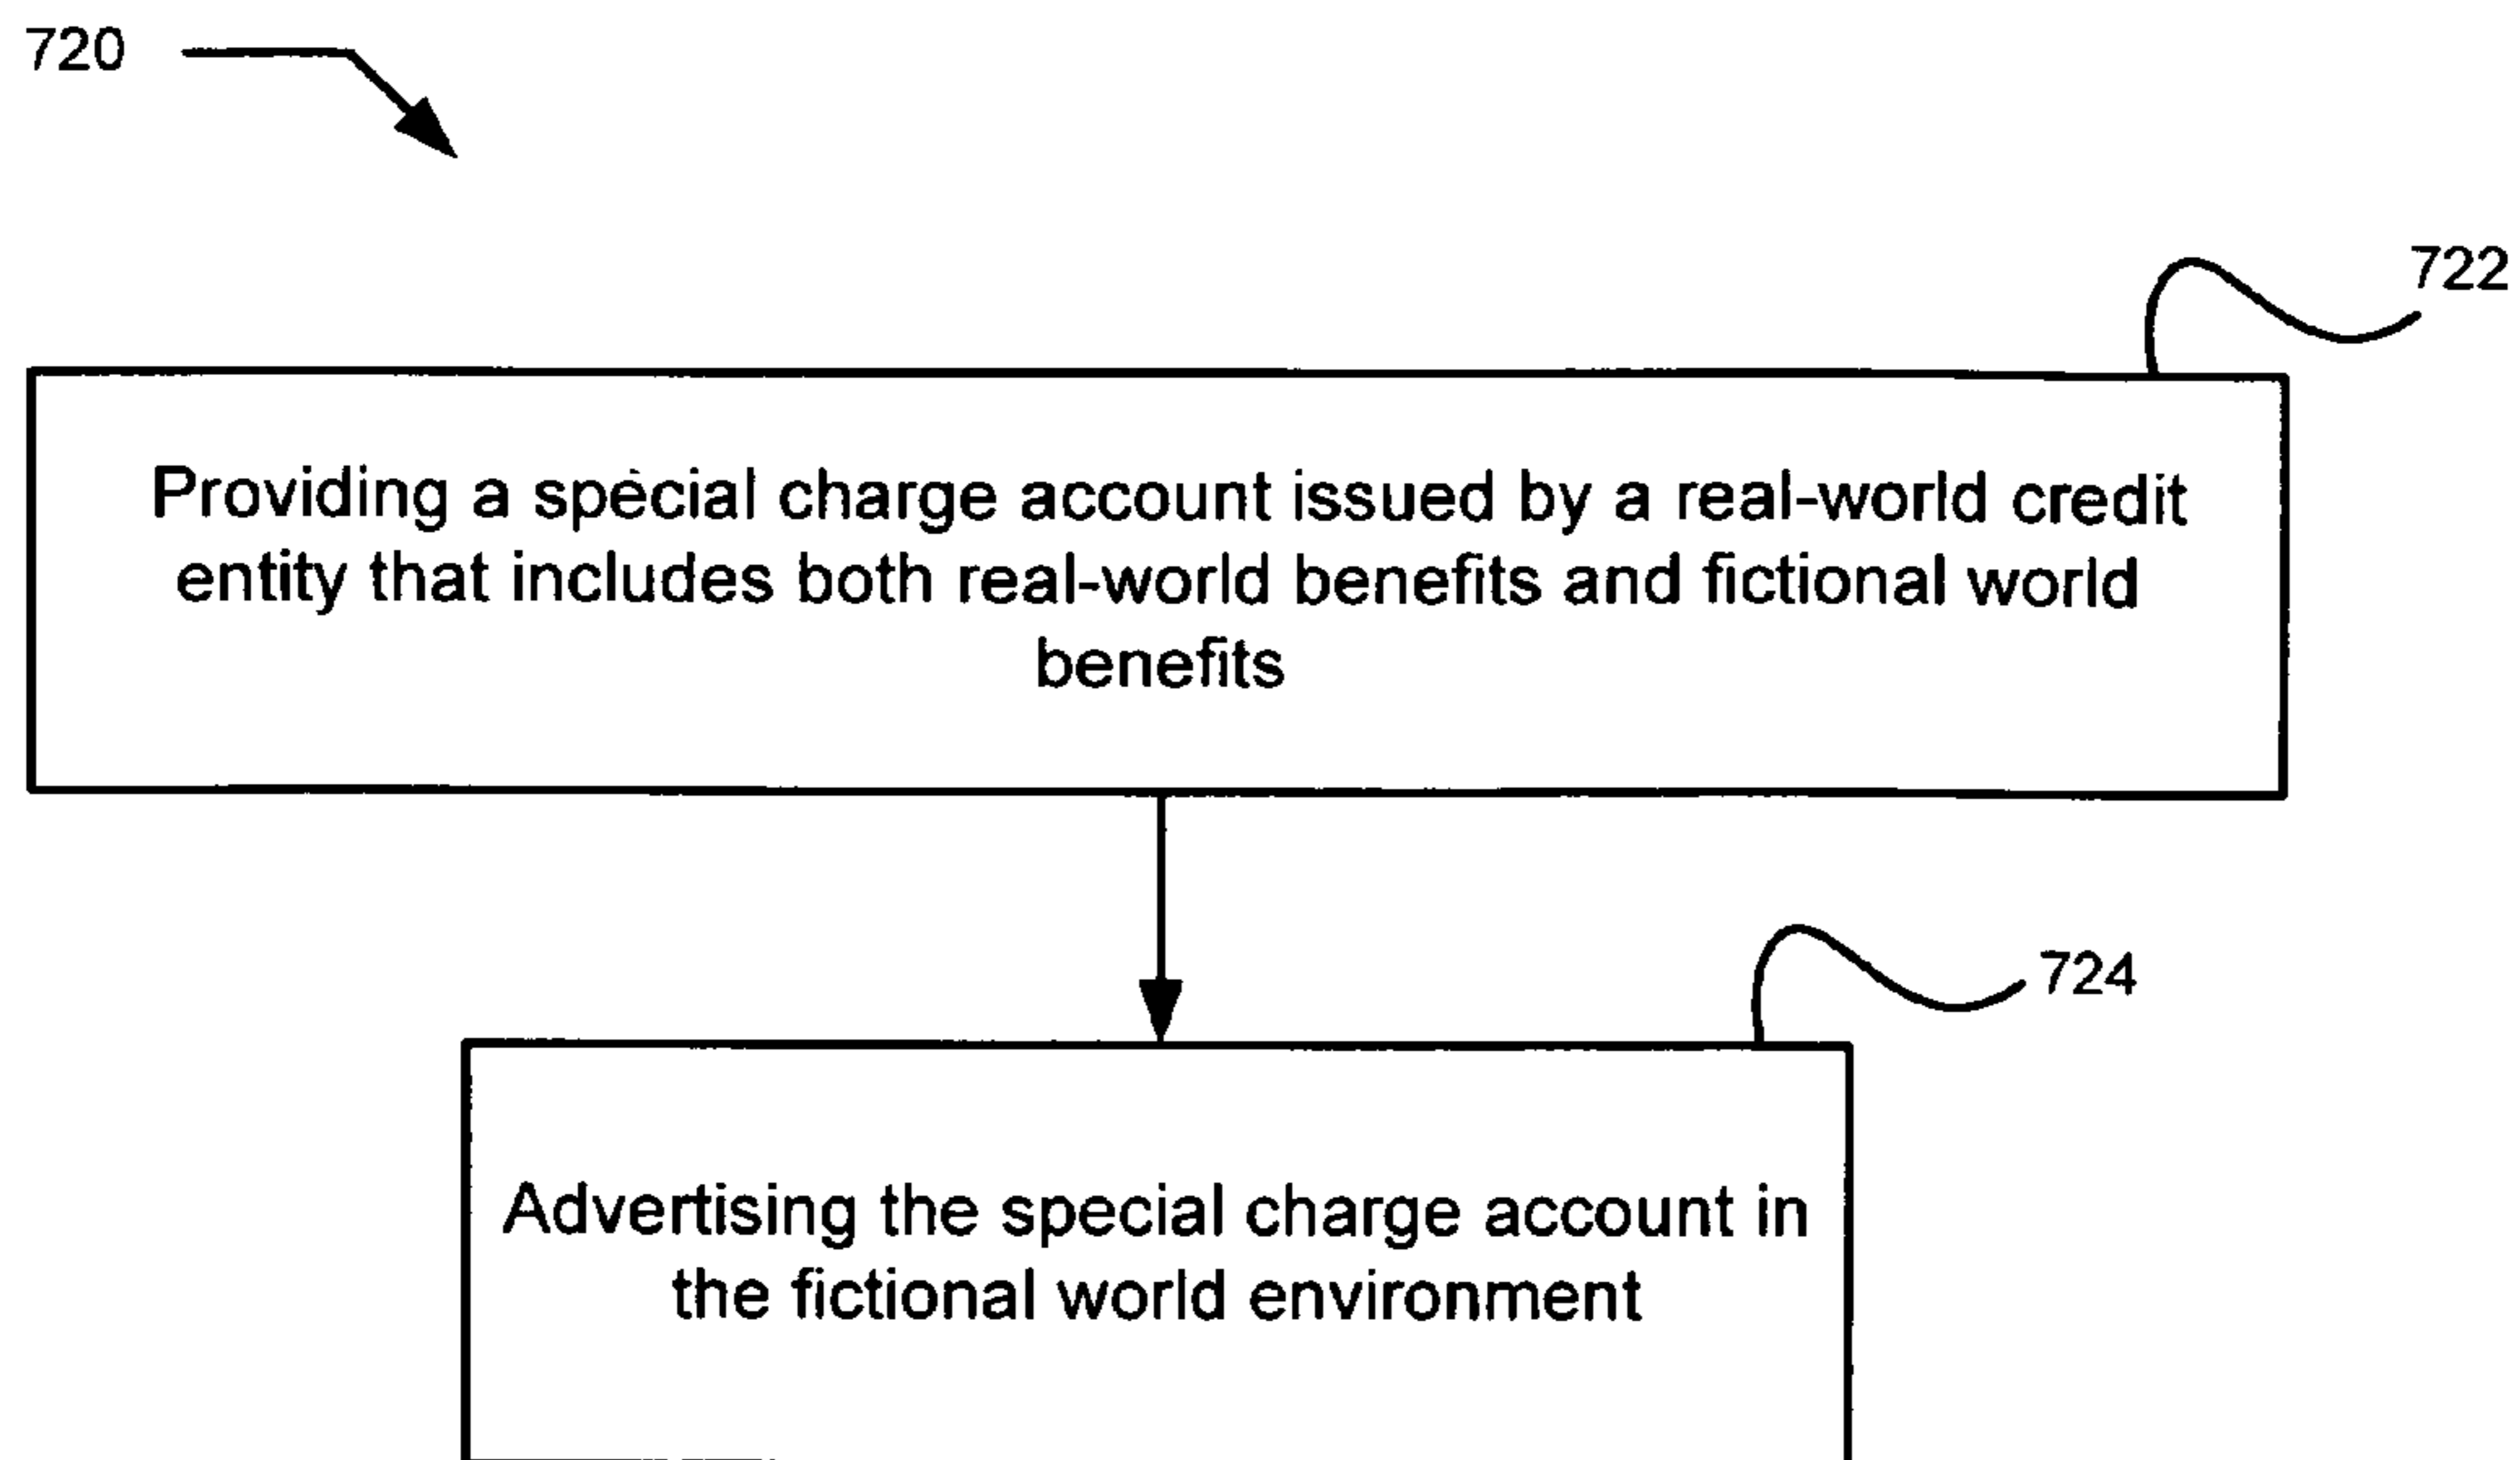 720
722
Providing a special charge account issued by a real-world credit
entity that includes both real-world benefits and fictional world
benefits
724
Advertising the special charge account in
the fictional world environment